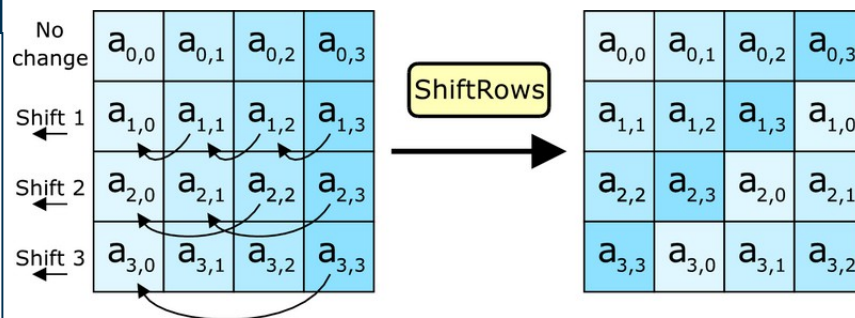 No change a0,0 a0,1 a0,2 a0,3
Shift 1 a1,0 a1,1 a1,2 a1,3
Shift 2 a2,0 a2,1 a2,2 a2,3
Shift 3 a3,0 a3,1 a3,2 a3,3
ShiftRows
a0,0 a0,1 a0,2 a0,3
a1,1 a1,2 a1,3 a1,0
a2,2 a2,3 a2,0 a2,1
a3,3 a3,0 a3,1 a3,2